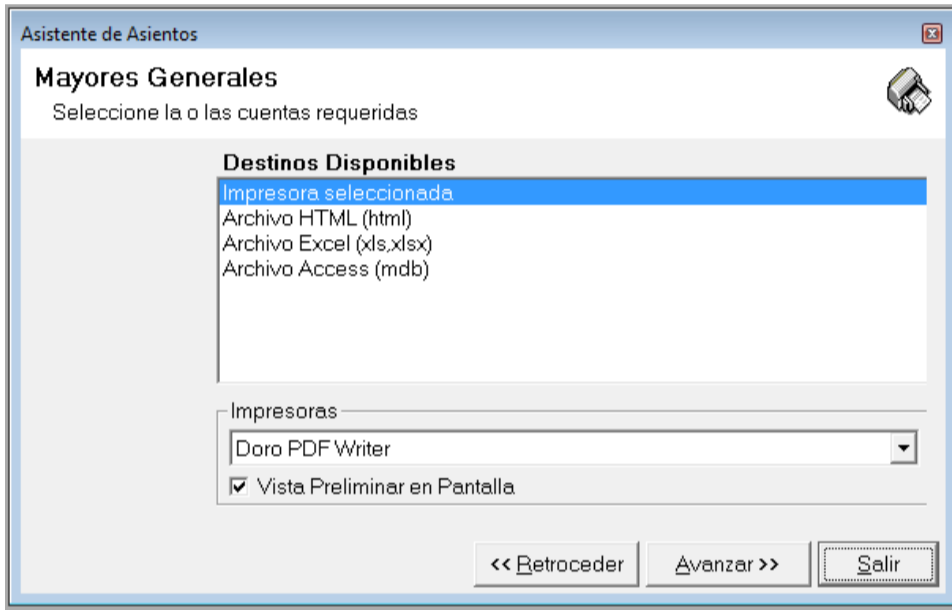 Asistente de Asientos
Mayores Generales
Seleccione la o las cuentas requeridas
Destinos Disponibles
Impresora seleccionada
Archivo HTML (html)
Archivo Excel (xls,xlsx)
Archivo Access (mdb)
Impresoras
Doro PDF Writer
Vista Preliminar en Pantalla
<< Retroceder Avanzar >> Salir